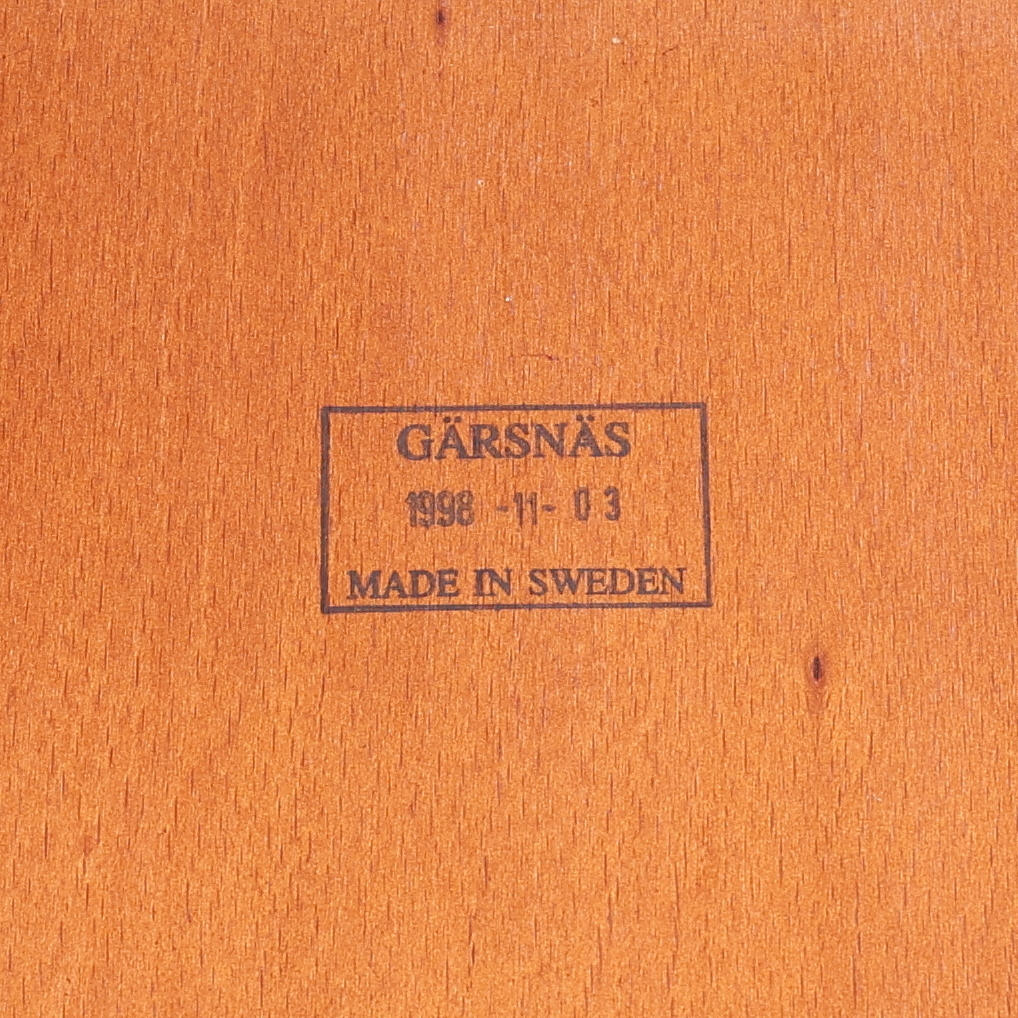 GÄRSNÄS
1998 -11- 03
MADE IN SWEDEN